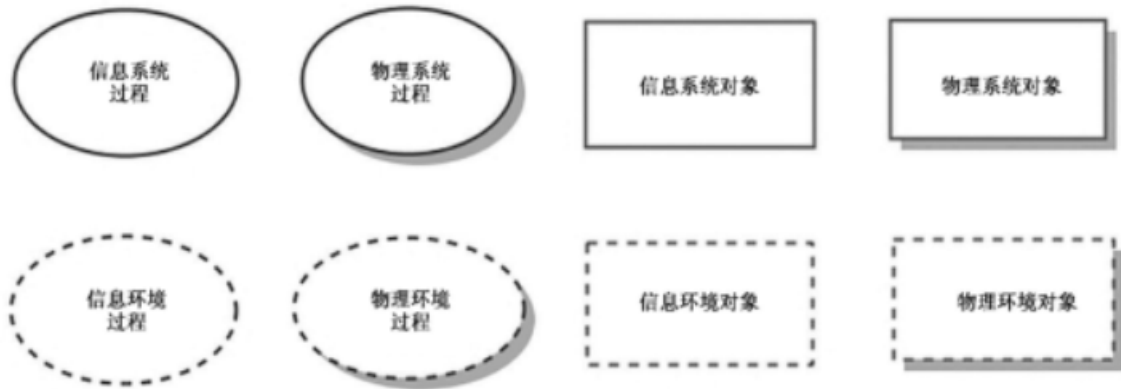 信息系统
过程
物理系统
过程
信息系统对象
物理系统对象
信息环境
过程
物理环境
过程
信息环境对象
物理环境对象